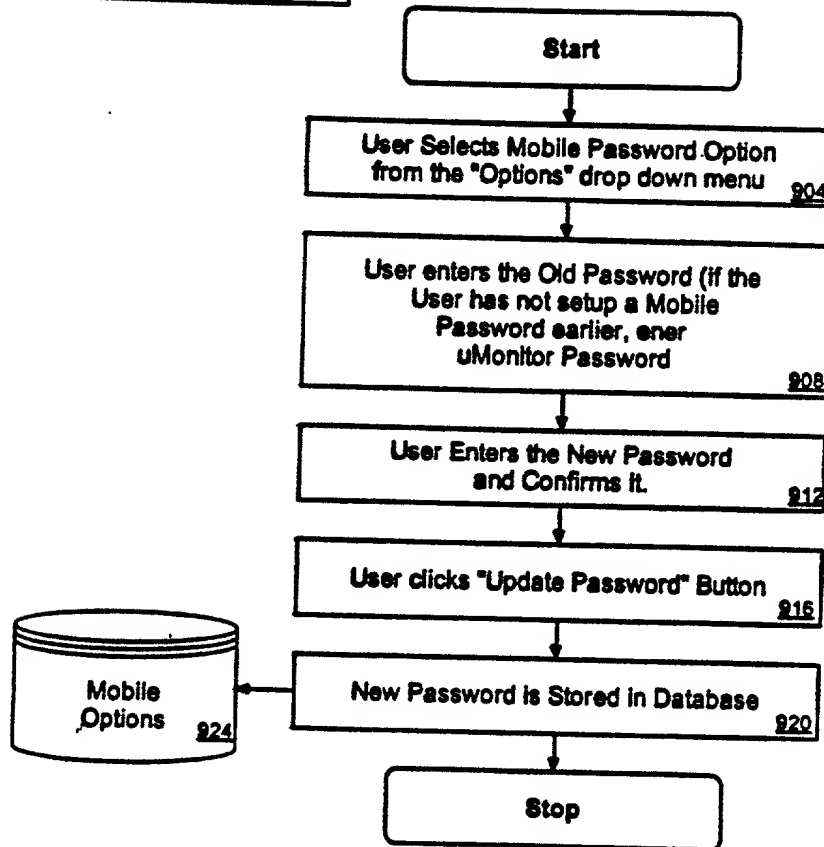 Start
User Selects Mobile Password Option
from the "Options" drop down menu
904
User enters the Old Password (if the
User has not setup a Mobile
Password earlier, ener
uMonitor Password
908
User Enters the New Password
and Confirms It.
912
User clicks "Update Password" Button
916
New Password is Stored in Database
920
Mobile
Options
924
Stop